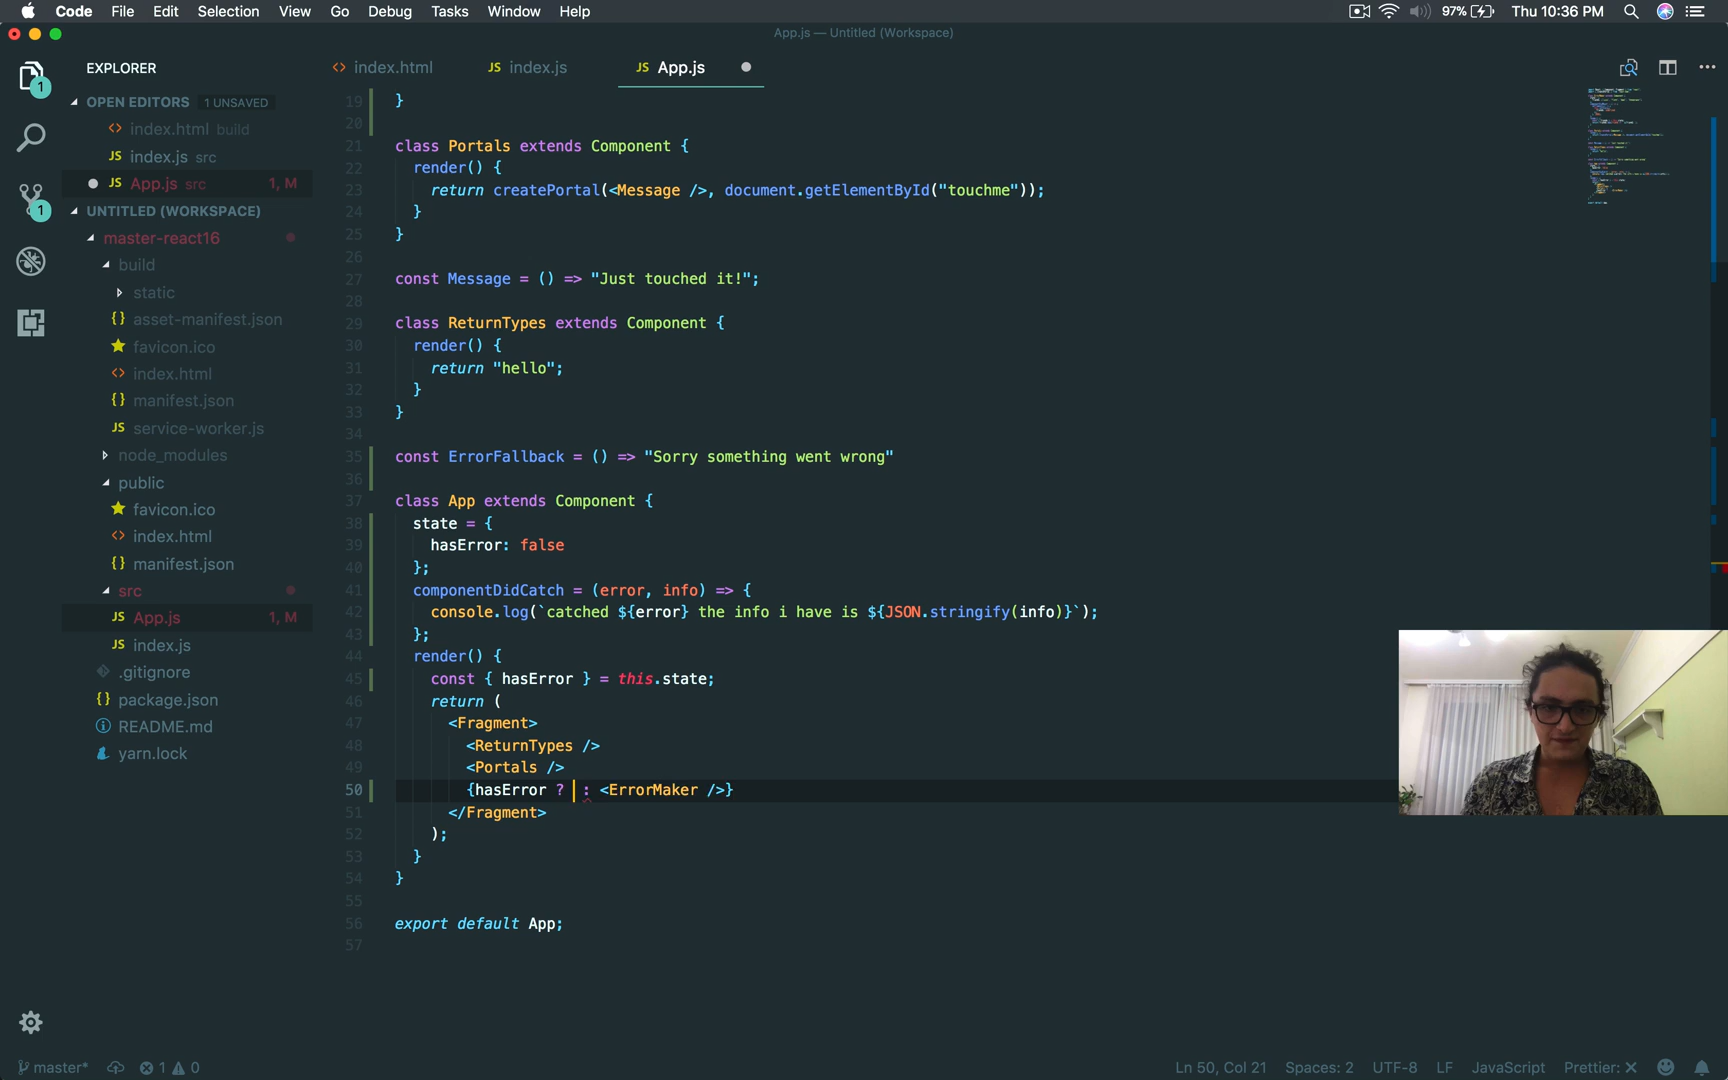 Code File Edit Selection View Go Debug Tasks Window Help 97% Thu 10:36 PM
App.js — Untitled (Workspace)
EXPLORER
OPEN EDITORS 1 UNSAVED
index.html build
JS index.js src
JS App.js src 1, M
UNTITLED (WORKSPACE)
master-react16
build
static
{} asset-manifest.json
favicon.ico
<> index.html
{} manifest.json
JS service-worker.js
node_modules
public
favicon.ico
<> index.html
{} manifest.json
src
JS App.js 1, M
JS index.js
.gitignore
{} package.json
README.md
yarn.lock
1
1
<> index.html JS index.js JS App.js
19 }
20
21 class Portals extends Component {
22 render() {
23 return createPortal(<Message />, document.getElementById("touchme"));
24 }
25 }
26
27 const Message = () => "Just touched it!";
28
29 class ReturnTypes extends Component {
30 render() {
31 return "hello";
32 }
33 }
34
35 const ErrorFallback = () => "Sorry something went wrong"
36
37 class App extends Component {
38 state = {
39 hasError: false
40 };
41 componentDidCatch = (error, info) => {
42 console.log(`catched ${error} the info i have is ${JSON.stringify(info)}`);
43 };
44 render() {
45 const { hasError } = this.state;
46 return (
47 <Fragment>
48 <ReturnTypes />
49 <Portals />
50 {hasError ? : <ErrorMaker />}
51 </Fragment>
52 );
53 }
54 }
55
56 export default App;
57
master* 1 0 Ln 50, Col 21 Spaces: 2 UTF-8 LF JavaScript Prettier: ✕